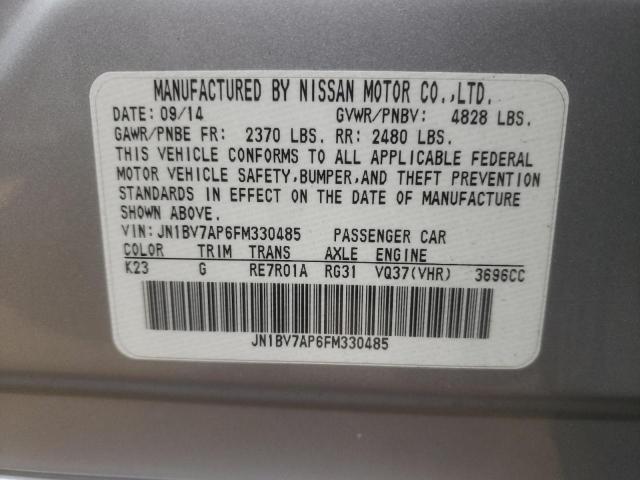 MANUFACTURED BY NISSAN MOTOR CO.,LTD.
DATE: 09/14 GVWR/PNBV: 4828 LBS.
GAWR/PNBE FR: 2370 LBS. RR: 2480 LBS.
THIS VEHICLE CONFORMS TO ALL APPLICABLE FEDERAL
MOTOR VEHICLE SAFETY,BUMPER,AND THEFT PREVENTION
STANDARDS IN EFFECT ON THE DATE OF MANUFACTURE
SHOWN ABOVE.
VIN: JN1BV7AP6FM330485 PASSENGER CAR
COLOR TRIM TRANS AXLE ENGINE
K23 G RE7R01A RG31 VQ37(VHR) 3696CC
JN1BV7AP6FM330485